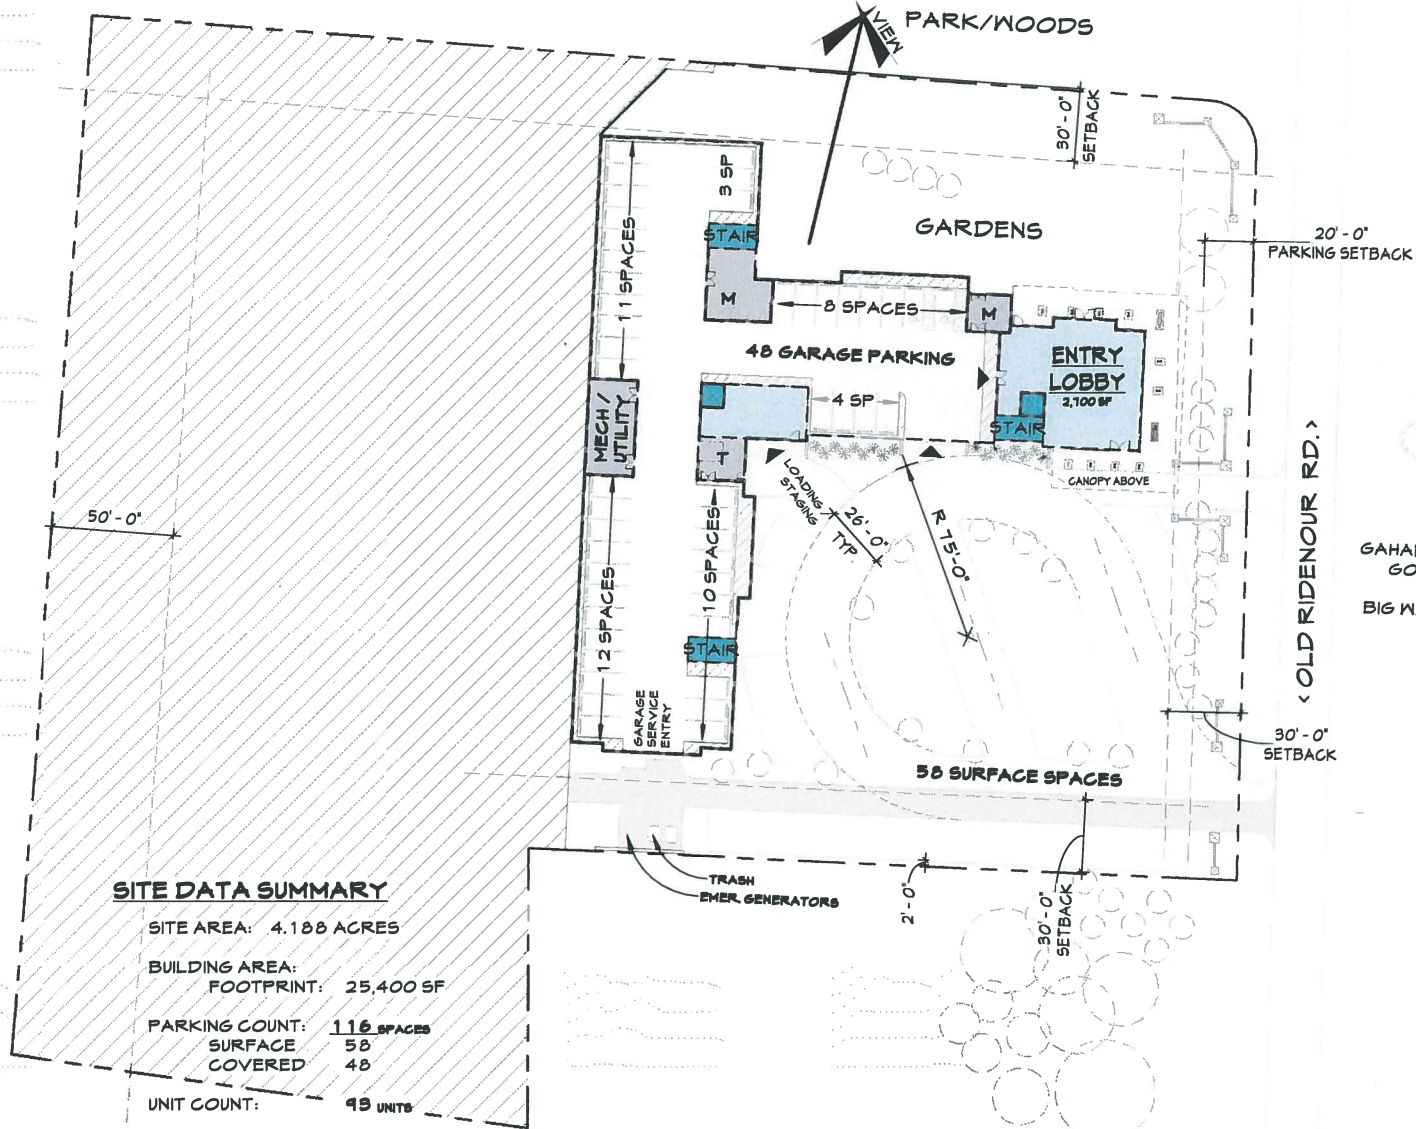 PARK/WOODS
VIEW
30'-0"
SETBACK
3 SP
STAIR
11 SPACES
GARDENS
20'-0"
PARKING SETBACK
M
8 SPACES
M
48 GARAGE PARKING
ENTRY
LOBBY
2,700 SF
4 SP
STAIR
MECH/
UTILITY
T
LOADING
STAGING
CANOPY ABOVE
26'-0"
TYP.
R 75'-0"
50'-0"
10 SPACES
12 SPACES
STAIR
GARAGE
SERVICE
ENTRY
< OLD RIDENOUR RD. >
GAHA
GO
BIG W
30'-0"
SETBACK
58 SURFACE SPACES
TRASH
EMER. GENERATORS
2'-0"
30'-0"
SETBACK
SITE DATA SUMMARY
SITE AREA: 4.188 ACRES
BUILDING AREA:
FOOTPRINT: 25,400 SF
PARKING COUNT: 116 SPACES
SURFACE 58
COVERED 48
UNIT COUNT: 93 UNITS